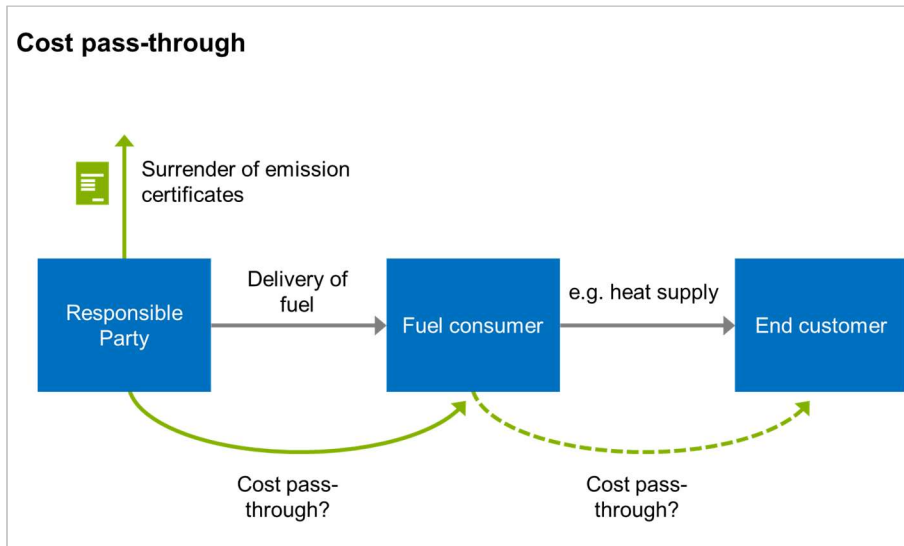 Cost pass-through
Surrender of emission
certificates
Responsible
Party
Delivery of
fuel
Fuel consumer
e.g. heat supply
End customer
Cost pass-
through?
Cost pass-
through?